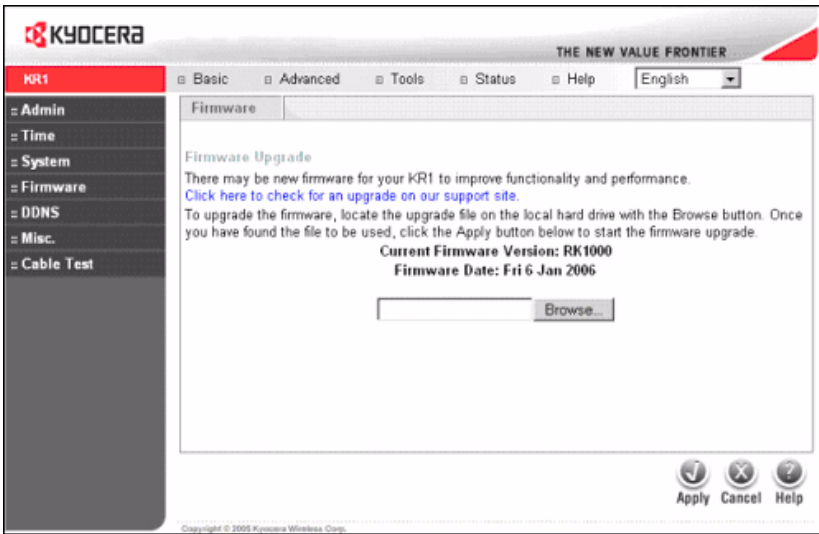 KYOCERA
THE NEW VALUE FRONTIER
KR1
Basic Advanced Tools Status Help English
Admin
Time
System
Firmware
DDNS
Misc.
Cable Test
Firmware
Firmware Upgrade
There may be new firmware for your KR1 to improve functionality and performance.
Click here to check for an upgrade on our support site.
To upgrade the firmware, locate the upgrade file on the local hard drive with the Browse button. Once
you have found the file to be used, click the Apply button below to start the firmware upgrade.
Current Firmware Version: RK1000
Firmware Date: Fri 6 Jan 2006
Browse...
Apply Cancel Help
Copyright © 2005 Kyocera Wireless Corp.